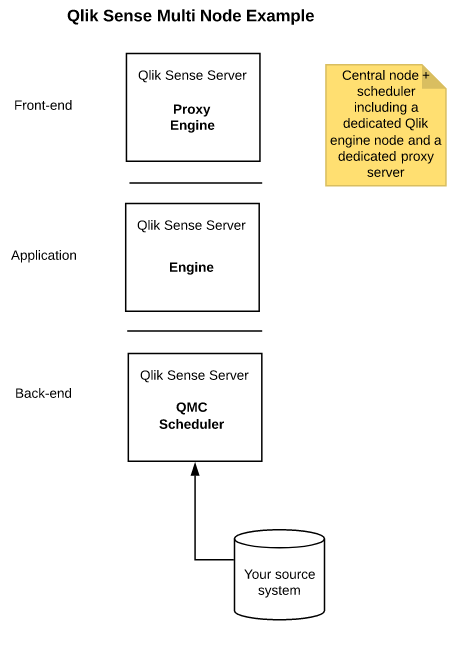 Qlik Sense Multi Node Example
Front-end
Qlik Sense Server
Proxy
Engine
Central node +
scheduler
including a
dedicated Qlik
engine node and a
dedicated proxy
server
Application
Qlik Sense Server
Engine
Back-end
Qlik Sense Server
QMC
Scheduler
Your source
system